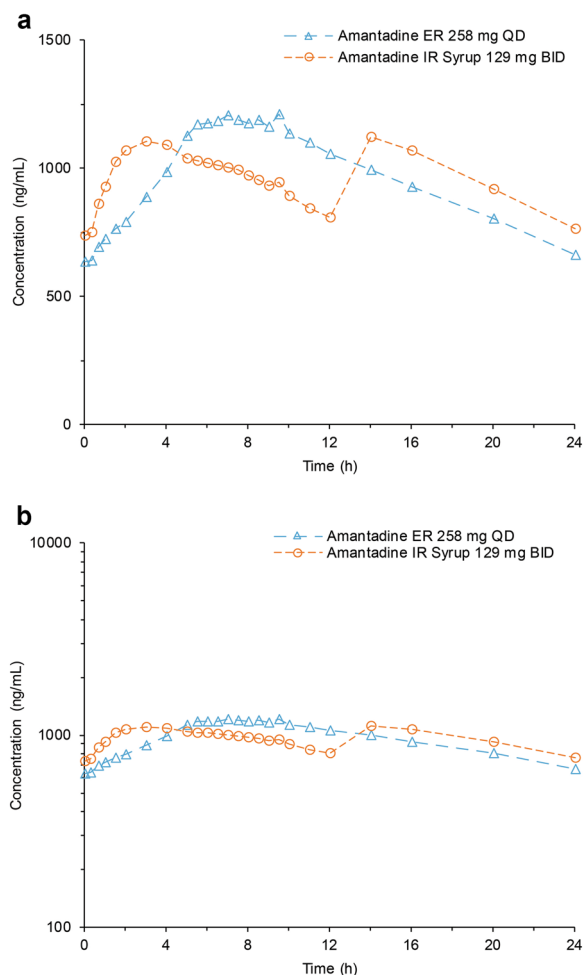 a
Amantadine ER 258 mg QD
Amantadine IR Syrup 129 mg BID
1500
1000
500
0
Concentration (ng/mL)
0 4 8 12 16 20 24
Time (h)
b
Amantadine ER 258 mg QD
Amantadine IR Syrup 129 mg BID
10000
1000
100
Concentration (ng/mL)
0 4 8 12 16 20 24
Time (h)